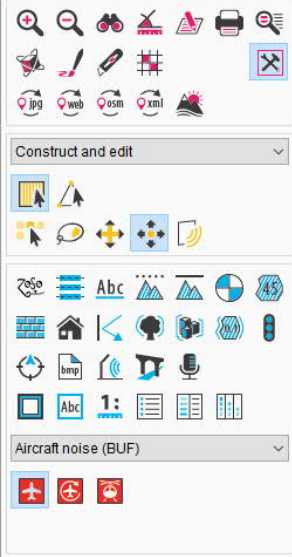 jpg web osm xml
Construct and edit
Abc 45
bmp
Abc 1:
Aircraft noise (BUF)